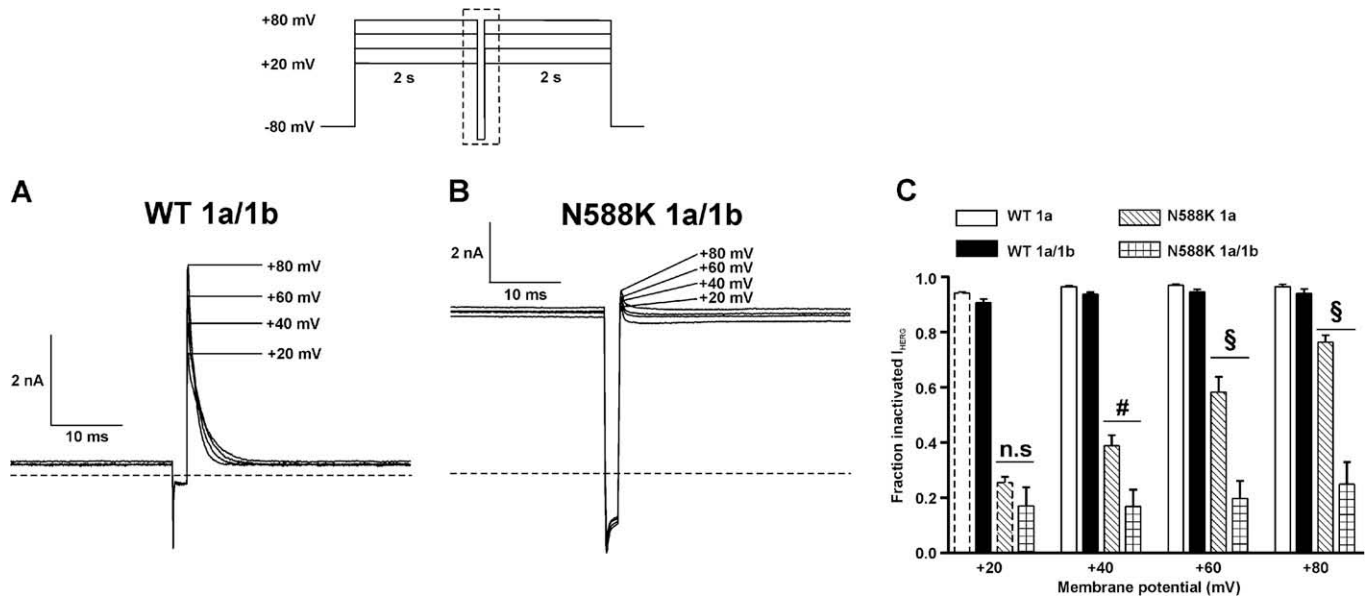 +80 mV
+20 mV
2 s
2 s
-80 mV
A
WT 1a/1b
+80 mV
+60 mV
+40 mV
+20 mV
2 nA
10 ms
B
N588K 1a/1b
2 nA
10 ms
+80 mV
+60 mV
+40 mV
+20 mV
C
WT 1a
N588K 1a
WT 1a/1b
N588K 1a/1b
Fraction inactivated I_HERG
1.0
0.8
0.6
0.4
0.2
0.0
n.s
#
§
§
+20
+40
+60
+80
Membrane potential (mV)